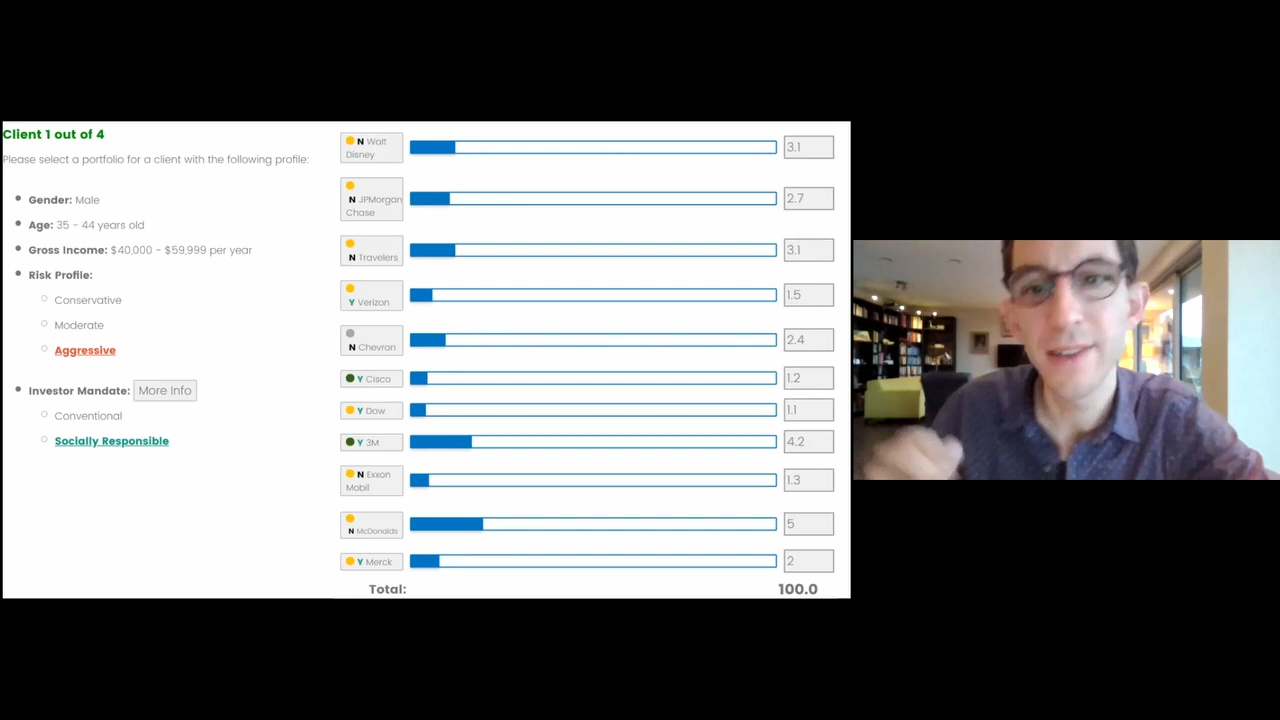 Client 1 out of 4
Please select a portfolio for a client with the following profile:
Gender: Male
Age: 35 - 44 years old
Gross Income: $40,000 - $59,999 per year
Risk Profile:
Conservative
Moderate
Aggressive
Investor Mandate: More Info
Conventional
Socially Responsible
N Walt
Disney
3.1
N JPMorgan
Chase
2.7
N Travelers
3.1
Y Verizon
1.5
N Chevron
2.4
Y Cisco
1.2
Y Dow
1.1
Y 3M
4.2
N Exxon
Mobil
1.3
N McDonalds
5
Y Merck
2
Total: 100.0